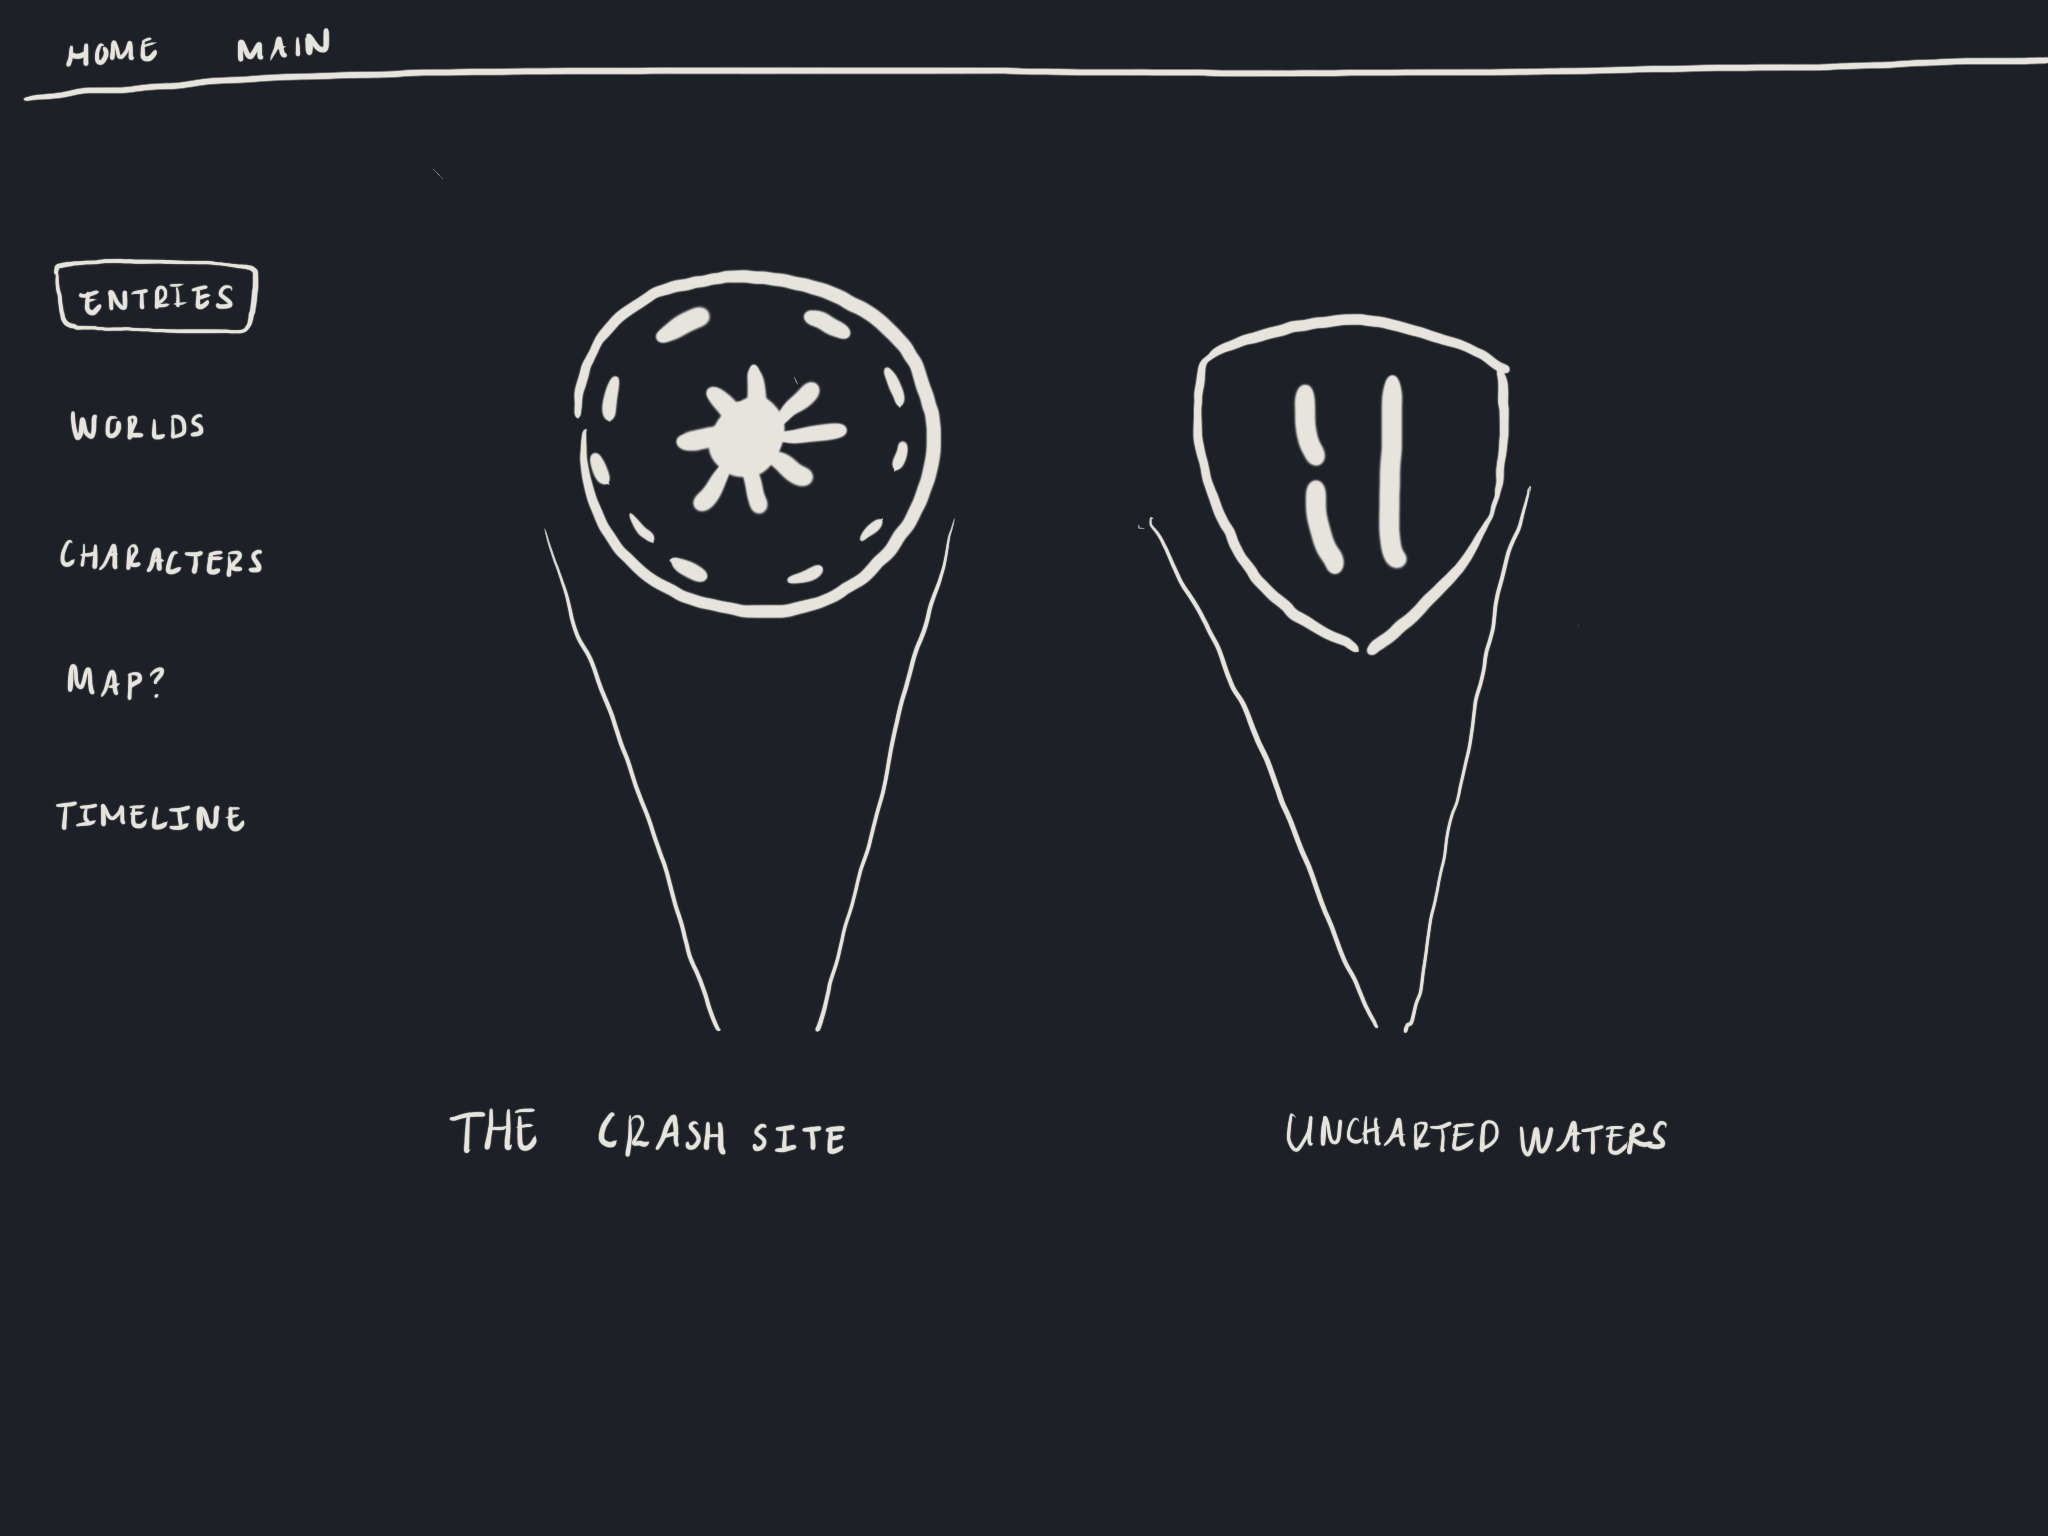 HOME MAIN
ENTRIES
WORLDS
CHARACTERS
MAP?
TIMELINE
THE CRASH SITE
UNCHARTED WATERS